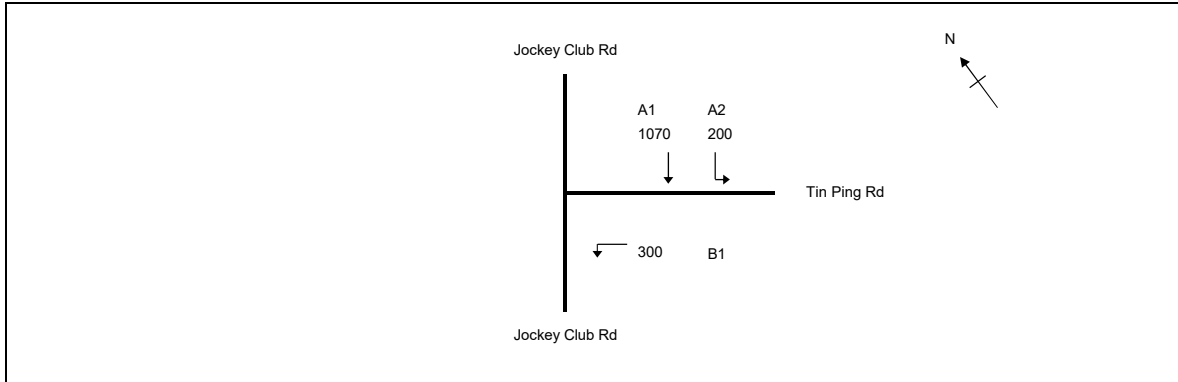 N
Jockey Club Rd
A1 A2
1070 200
Tin Ping Rd
300 B1
Jockey Club Rd